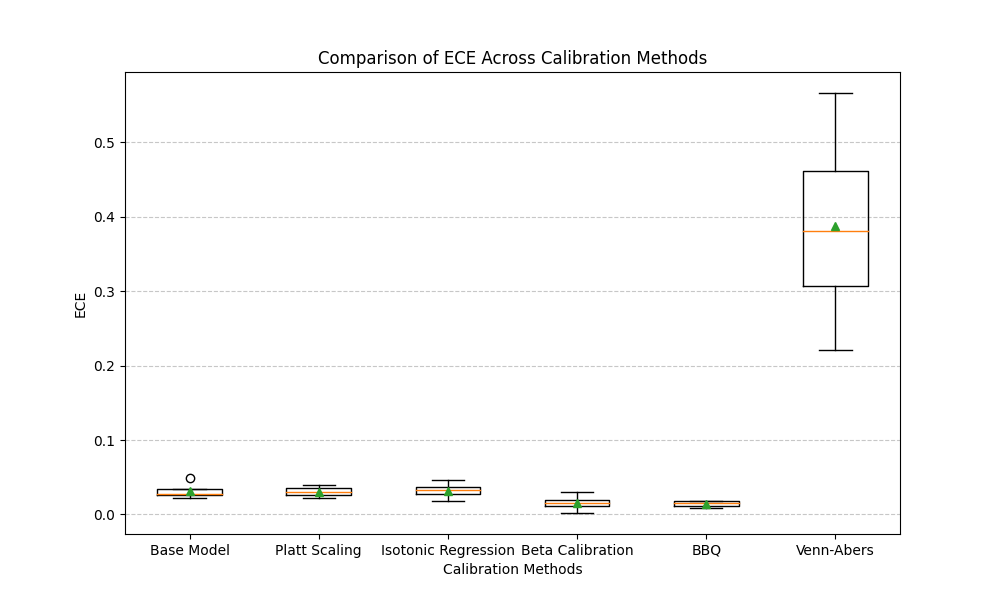 Comparison of ECE Across Calibration Methods
0.5
0.4
0.3
0.2
0.1
0.0
ECE
Base Model Platt Scaling Isotonic Regression Beta Calibration BBQ Venn-Abers
Calibration Methods